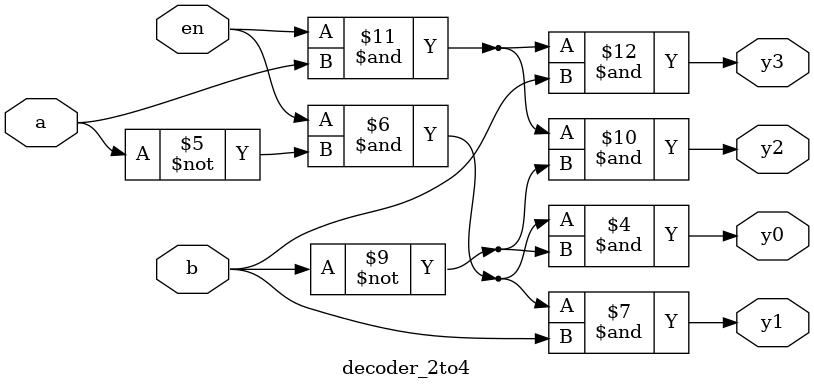 en
A $11 Y
B $and
A $12 Y
B $and
y3
a
A $5 Y
$not
A $6 Y
B $and
A $10 Y
B $and
y2
b
A $9 Y
$not
A $4 Y
B $and
y0
A $7 Y
B $and
y1
decoder_2to4